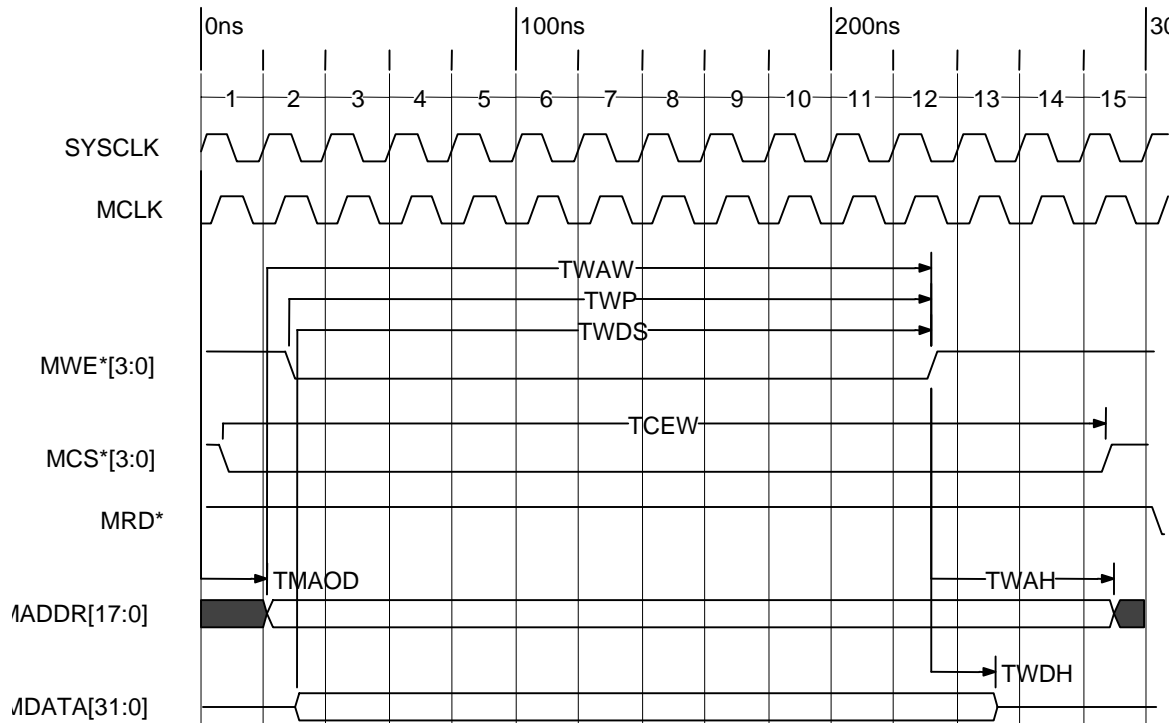 0ns 100ns 200ns 30
1 2 3 4 5 6 7 8 9 10 11 12 13 14 15
SYSCLK
MCLK
TWAW
TWP
TWDS
MWE*[3:0]
TCEW
MCS*[3:0]
MRD*
TMAOD TWAH
MADDR[17:0]
TWDH
MDATA[31:0]